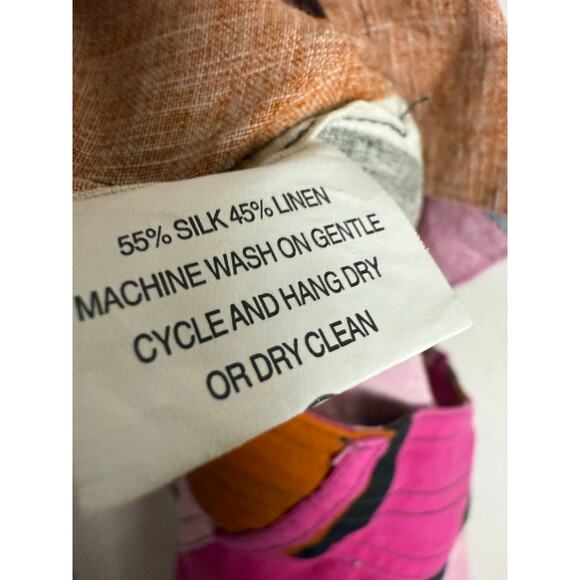 55% SILK 45% LINEN
MACHINE WASH ON GENTLE
CYCLE AND HANG DRY
OR DRY CLEAN